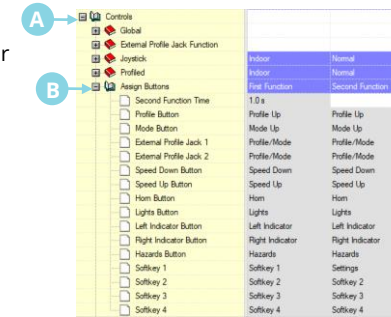 A Controls
Global
External Profile Jack Function
r
Joystick Indoor Normal
Profiled Indoor Normal
B Assign Buttons First Function Second Function
Second Function Time 1.0 s
Profile Button Profile Up Profile Up
Mode Button Mode Up Mode Up
External Profile Jack 1 Profile/Mode Profile/Mode
External Profile Jack 2 Profile/Mode Profile/Mode
Speed Down Button Speed Down Speed Down
Speed Up Button Speed Up Speed Up
Horn Button Horn Horn
Lights Button Lights Lights
Left Indicator Button Left Indicator Left Indicator
Right Indicator Button Right Indicator Right Indicator
Hazards Button Hazards Hazards
Softkey 1 Softkey 1 Settings
Softkey 2 Softkey 2 Softkey 2
Softkey 3 Softkey 3 Softkey 3
Softkey 4 Softkey 4 Softkey 4